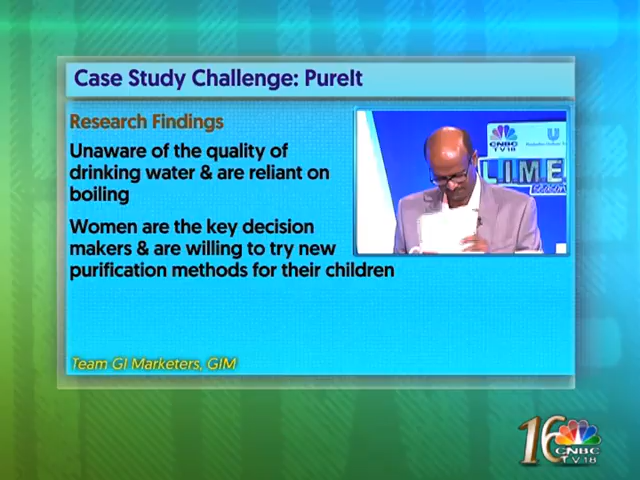 Case Study Challenge: PureIt
Research Findings
Unaware of the quality of
drinking water & are reliant on
boiling
Women are the key decision
makers & are willing to try new
purification methods for their children
Team GI Marketers, GIM
CNBC
TV18
LIME
season
16
CNBC
TV18